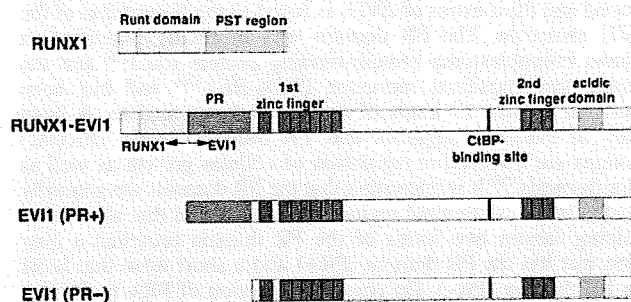 Runt domain PST region
RUNX1
PR
1st
zinc finger
2nd
zinc finger
acidic
domain
RUNX1-EVI1
RUNX1 EVI1
CtBP-
binding site
EVI1 (PR+)
EVI1 (PR−)